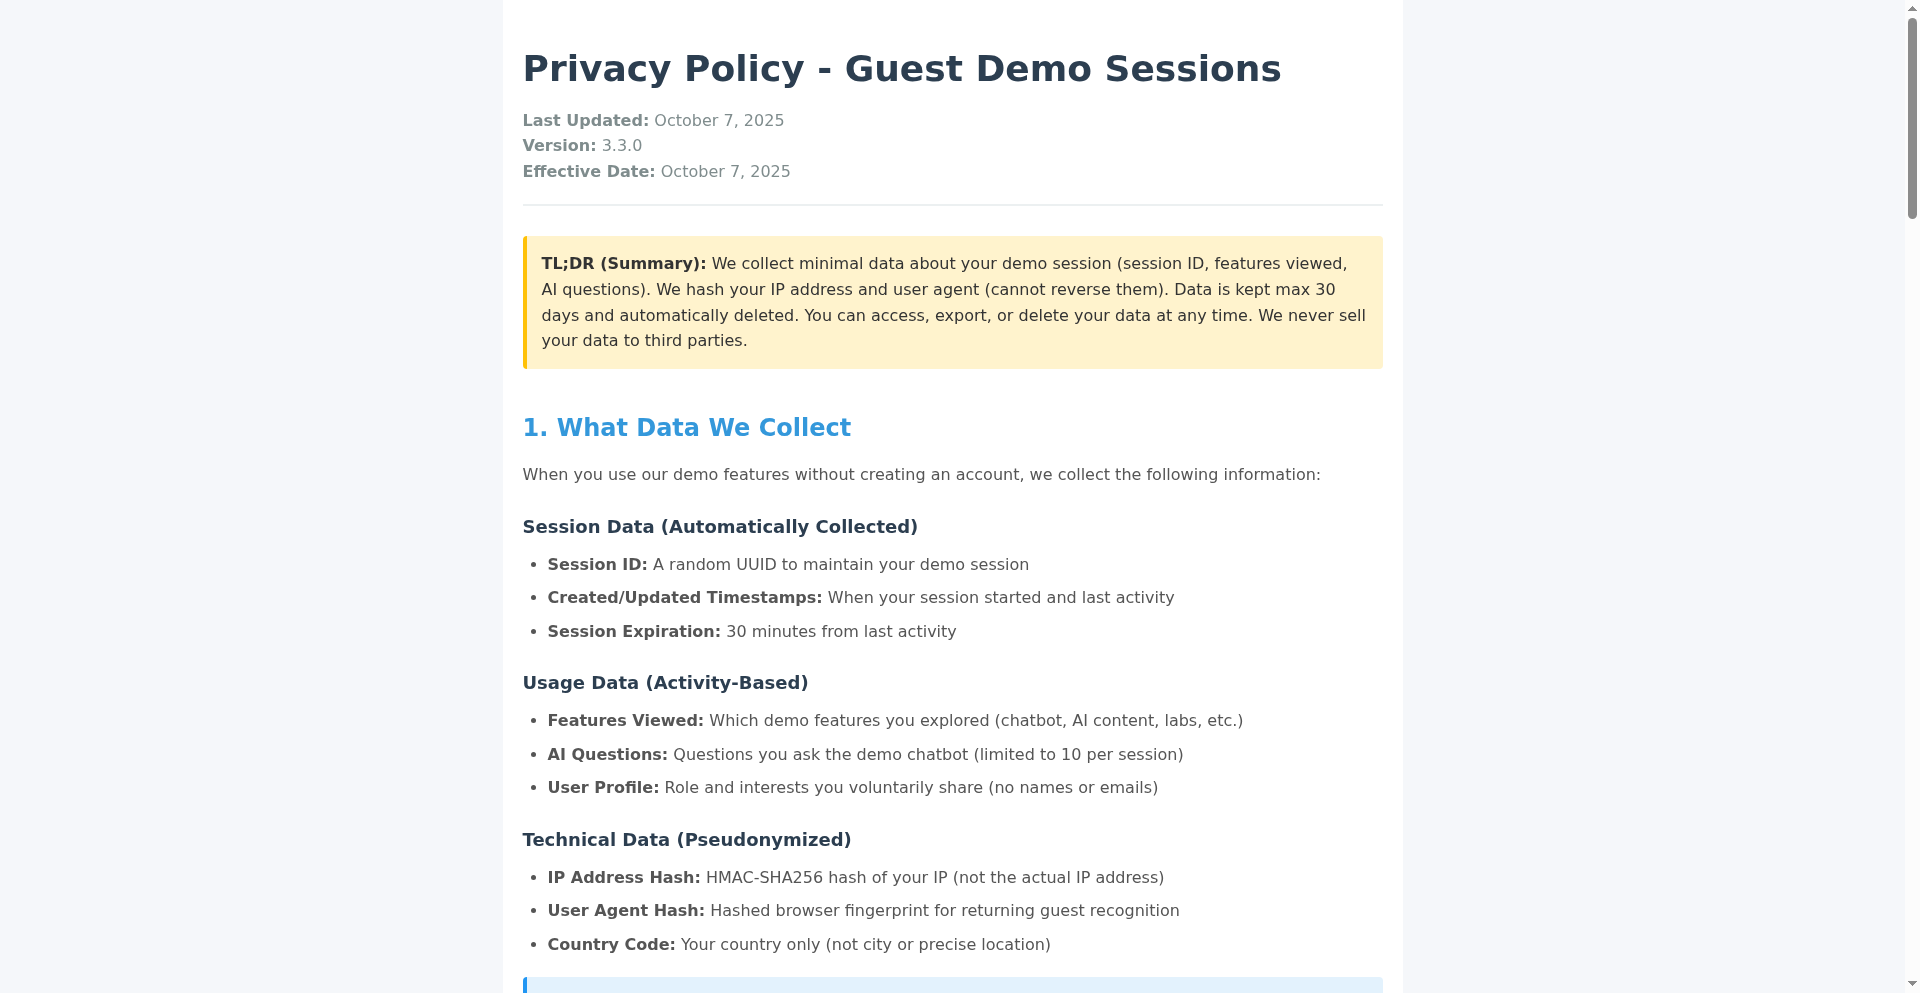 Privacy Policy - Guest Demo Sessions
Last Updated: October 7, 2025
Version: 3.3.0
Effective Date: October 7, 2025
TL;DR (Summary): We collect minimal data about your demo session (session ID, features viewed,
AI questions). We hash your IP address and user agent (cannot reverse them). Data is kept max 30
days and automatically deleted. You can access, export, or delete your data at any time. We never sell
your data to third parties.
1. What Data We Collect
When you use our demo features without creating an account, we collect the following information:
Session Data (Automatically Collected)
• Session ID: A random UUID to maintain your demo session
• Created/Updated Timestamps: When your session started and last activity
• Session Expiration: 30 minutes from last activity
Usage Data (Activity-Based)
• Features Viewed: Which demo features you explored (chatbot, AI content, labs, etc.)
• AI Questions: Questions you ask the demo chatbot (limited to 10 per session)
• User Profile: Role and interests you voluntarily share (no names or emails)
Technical Data (Pseudonymized)
• IP Address Hash: HMAC-SHA256 hash of your IP (not the actual IP address)
• User Agent Hash: Hashed browser fingerprint for returning guest recognition
• Country Code: Your country only (not city or precise location)